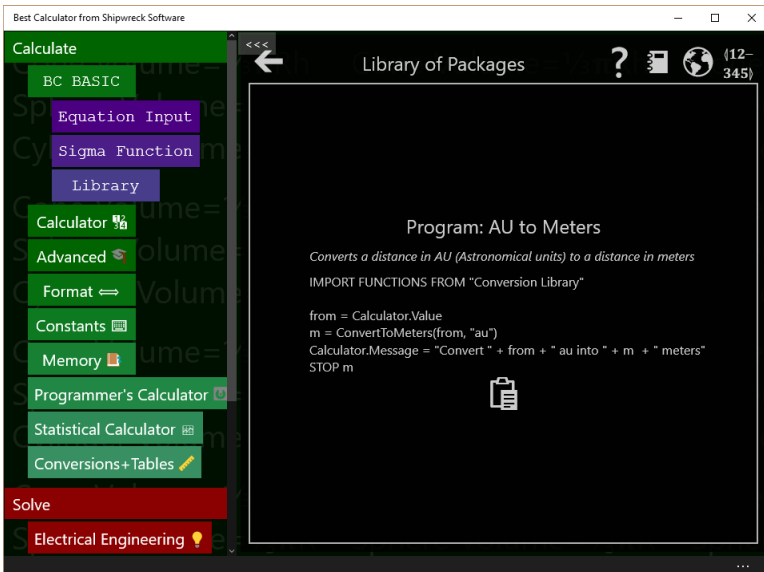 Best Calculator from Shipwreck Software
Calculate
BC BASIC
Equation Input
Sigma Function
Library
Calculator
Advanced
Format
Constants
Memory
Programmer's Calculator
Statistical Calculator
Conversions+Tables
Solve
Electrical Engineering
<<<
Library of Packages
?
(12–
345)
Program: AU to Meters
Converts a distance in AU (Astronomical units) to a distance in meters
IMPORT FUNCTIONS FROM "Conversion Library"
from = Calculator.Value
m = ConvertToMeters(from, "au")
Calculator.Message = "Convert " + from + " au into " + m  + " meters"
STOP m
...